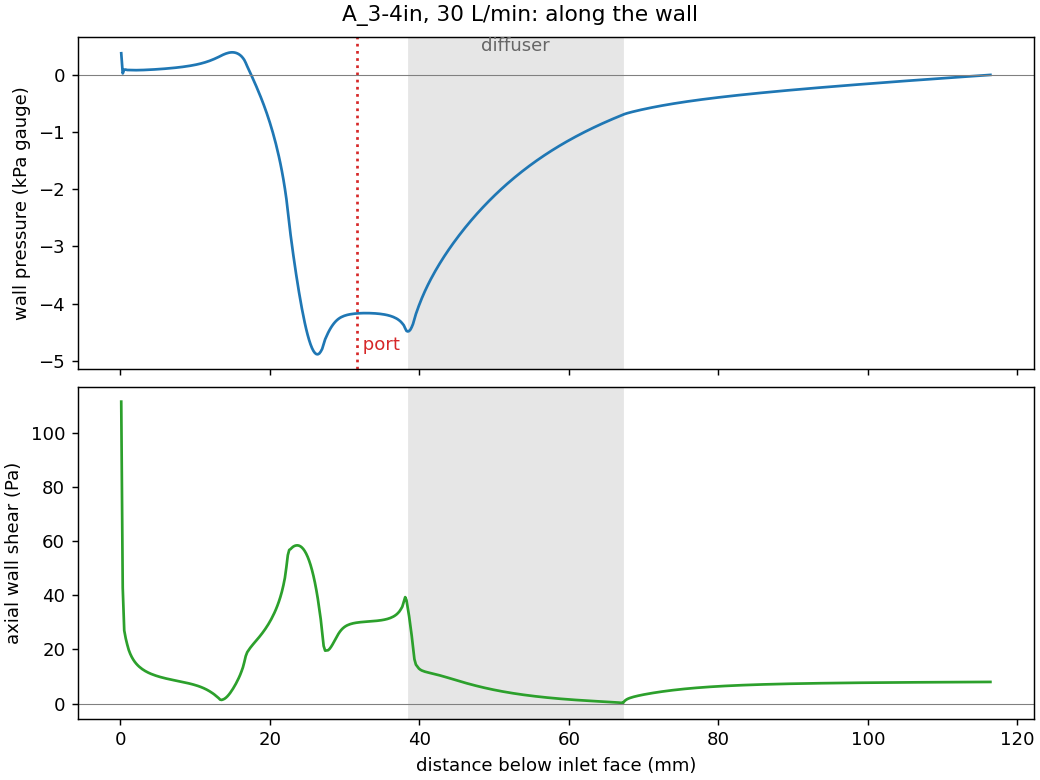 A_3-4in, 30 L/min: along the wall
diffuser
wall pressure (kPa gauge)
0
−1
−2
−3
−4
−5
port
axial wall shear (Pa)
100
80
60
40
20
0
0 20 40 60 80 100 120
distance below inlet face (mm)